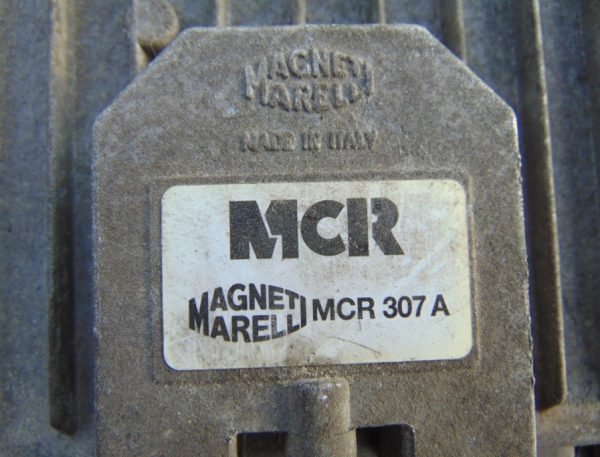 MAGNETI
MARELLI
MADE IN ITALY
MCR
MAGNETI
MARELLI MCR 307 A